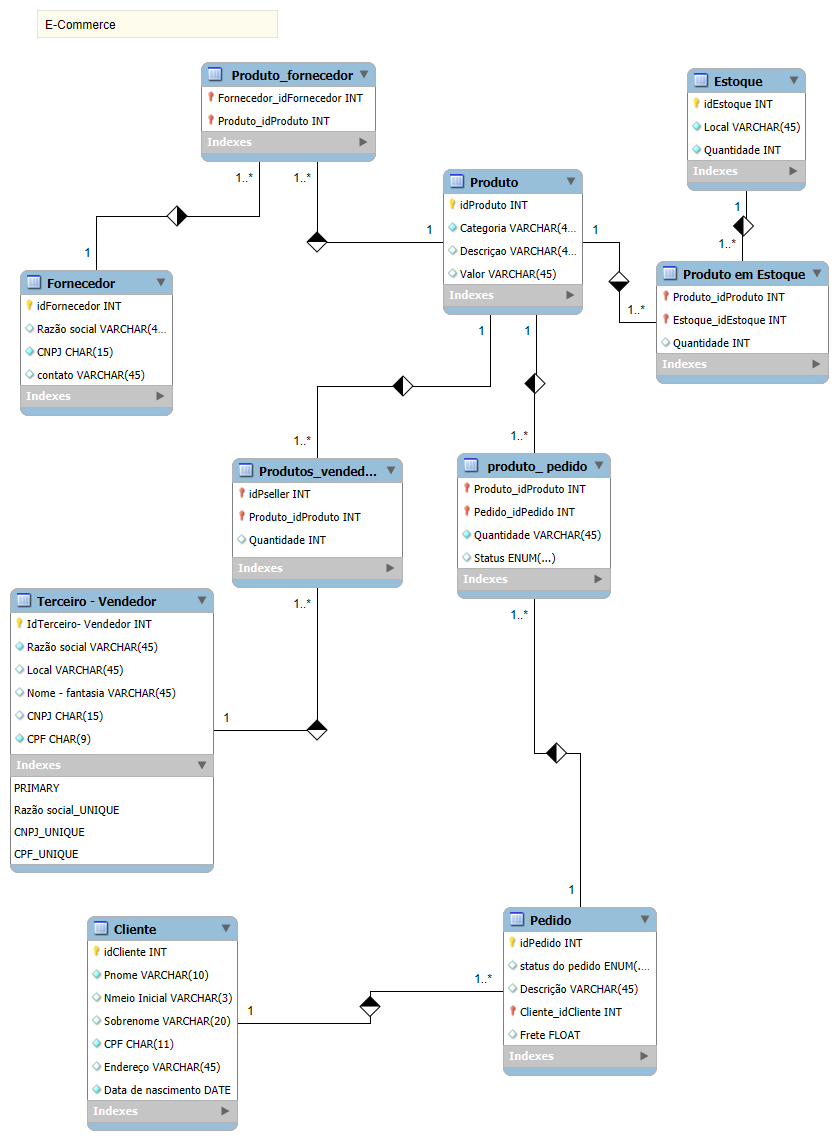 E-Commerce
Produto_fornecedor
Fornecedor_idFornecedor INT
Produto_idProduto INT
Indexes
1..*
1..*
1
1
Fornecedor
idFornecedor INT
Razão social VARCHAR(4...
CNPJ CHAR(15)
contato VARCHAR(45)
Indexes
Produto
idProduto INT
Categoria VARCHAR(4...
Descriçao VARCHAR(4...
Valor VARCHAR(45)
Indexes
1
1
1
Estoque
idEstoque INT
Local VARCHAR(45)
Quantidade INT
Indexes
1
1..*
1..*
Produto em Estoque
Produto_idProduto INT
Estoque_idEstoque INT
Quantidade INT
Indexes
1..*
1..*
Produtos_vended...
idPseller INT
Produto_idProduto INT
Quantidade INT
Indexes
1..*
produto_ pedido
Produto_idProduto INT
Pedido_idPedido INT
Quantidade VARCHAR(45)
Status ENUM(...)
Indexes
1..*
Terceiro - Vendedor
IdTerceiro- Vendedor INT
Razão social VARCHAR(45)
Local VARCHAR(45)
Nome - fantasia VARCHAR(45)
CNPJ CHAR(15)
CPF CHAR(9)
Indexes
PRIMARY
Razão social_UNIQUE
CNPJ_UNIQUE
CPF_UNIQUE
1
1
Cliente
idCliente INT
Pnome VARCHAR(10)
Nmeio Inicial VARCHAR(3)
Sobrenome VARCHAR(20)
CPF CHAR(11)
Endereço VARCHAR(45)
Data de nascimento DATE
Indexes
1
1..*
Pedido
idPedido INT
status do pedido ENUM(....
Descrição VARCHAR(45)
Cliente_idCliente INT
Frete FLOAT
Indexes